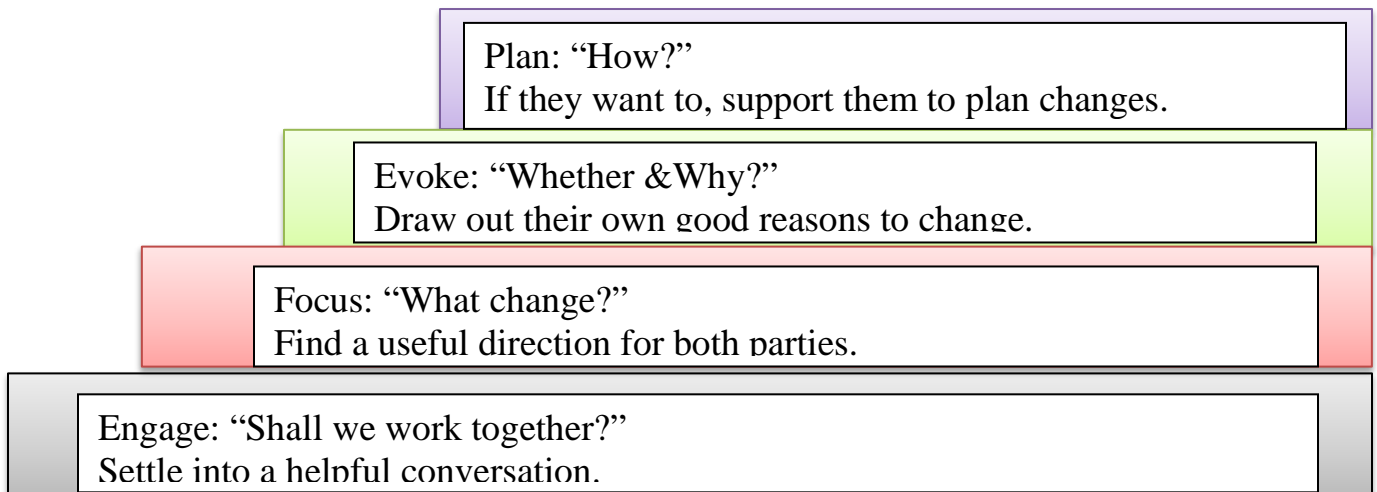 Plan: “How?”
If they want to, support them to plan changes.
Evoke: “Whether &Why?”
Draw out their own good reasons to change.
Focus: “What change?”
Find a useful direction for both parties.
Engage: “Shall we work together?”
Settle into a helpful conversation.